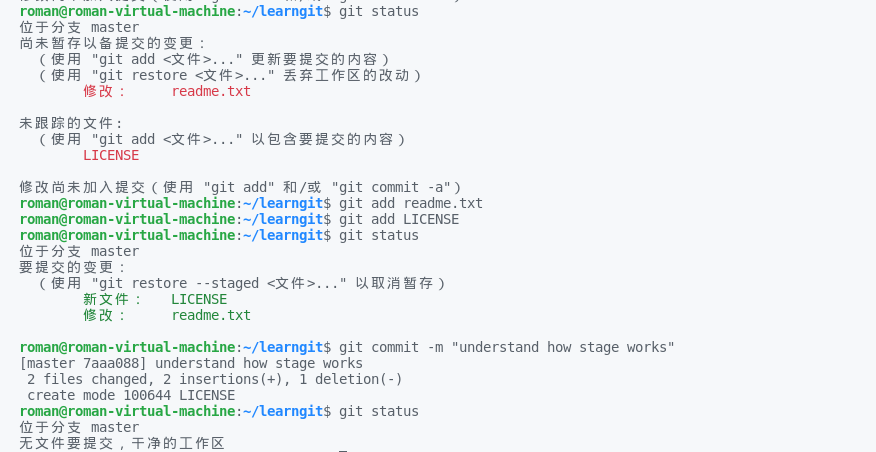 roman@roman-virtual-machine:~/learngit$ git status
位于分支 master
尚未暂存以备提交的变更：
  （使用 "git add <文件>..." 更新要提交的内容）
  （使用 "git restore <文件>..." 丢弃工作区的改动）
        修改：     readme.txt

未跟踪的文件:
  （使用 "git add <文件>..." 以包含要提交的内容）
        LICENSE

修改尚未加入提交（使用 "git add" 和/或 "git commit -a"）
roman@roman-virtual-machine:~/learngit$ git add readme.txt
roman@roman-virtual-machine:~/learngit$ git add LICENSE
roman@roman-virtual-machine:~/learngit$ git status
位于分支 master
要提交的变更：
  （使用 "git restore --staged <文件>..." 以取消暂存）
        新文件：   LICENSE
        修改：     readme.txt

roman@roman-virtual-machine:~/learngit$ git commit -m "understand how stage works"
[master 7aaa088] understand how stage works
 2 files changed, 2 insertions(+), 1 deletion(-)
 create mode 100644 LICENSE
roman@roman-virtual-machine:~/learngit$ git status
位于分支 master
无文件要提交，干净的工作区